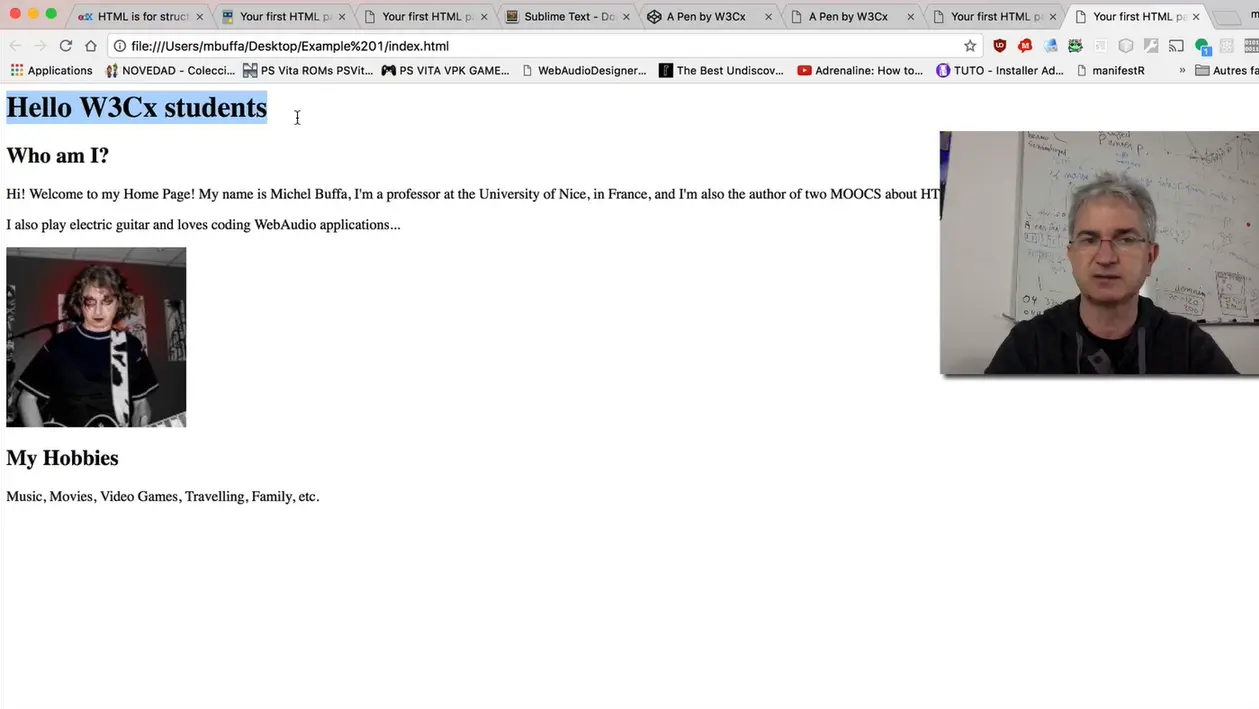 HTML is for struct
Your first HTML pa
Your first HTML pa
Sublime Text - Do
A Pen by W3Cx
A Pen by W3Cx
Your first HTML pa
Your first HTML pa
file:///Users/mbuffa/Desktop/Example%201/index.html
Applications
NOVEDAD - Colecci...
PS Vita ROMs PSVit...
PS VITA VPK GAME...
WebAudioDesigner...
The Best Undiscov...
Adrenaline: How to...
TUTO - Installer Ad...
manifestR
»
Autres fa
Hello W3Cx students
Who am I?
Hi! Welcome to my Home Page! My name is Michel Buffa, I'm a professor at the University of Nice, in France, and I'm also the author of two MOOCS about HT
I also play electric guitar and loves coding WebAudio applications...
My Hobbies
Music, Movies, Video Games, Travelling, Family, etc.